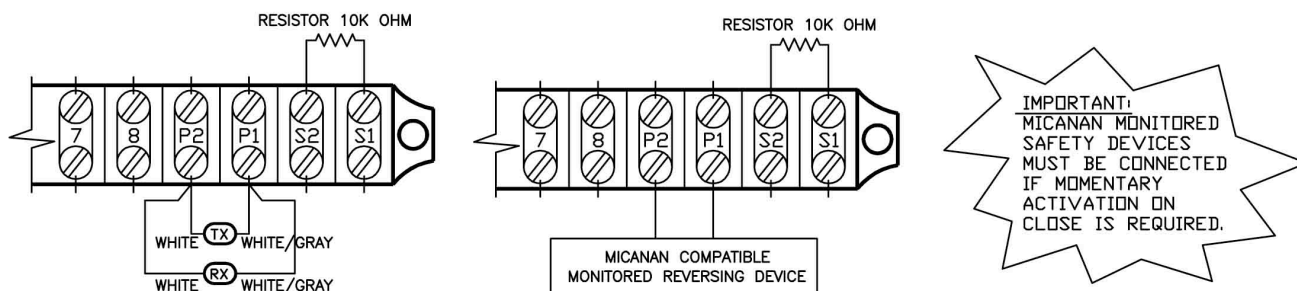 RESISTOR 10K OHM
7 8 P2 P1 S2 S1
WHITE TX WHITE/GRAY
WHITE RX WHITE/GRAY
RESISTOR 10K OHM
7 8 P2 P1 S2 S1
MICANAN COMPATIBLE
MONITORED REVERSING DEVICE
IMPORTANT:
MICANAN MONITORED
SAFETY DEVICES
MUST BE CONNECTED
IF MOMENTARY
ACTIVATION ON
CLOSE IS REQUIRED.